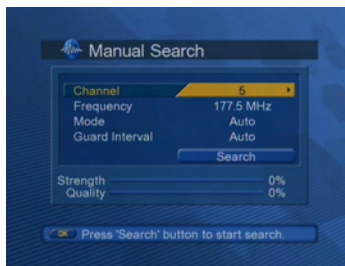 Manual Search
Channel 5
Frequency 177.5 MHz
Mode Auto
Guard Interval Auto
Search
Strength 0%
Quality 0%
OK Press 'Search' button to start search.